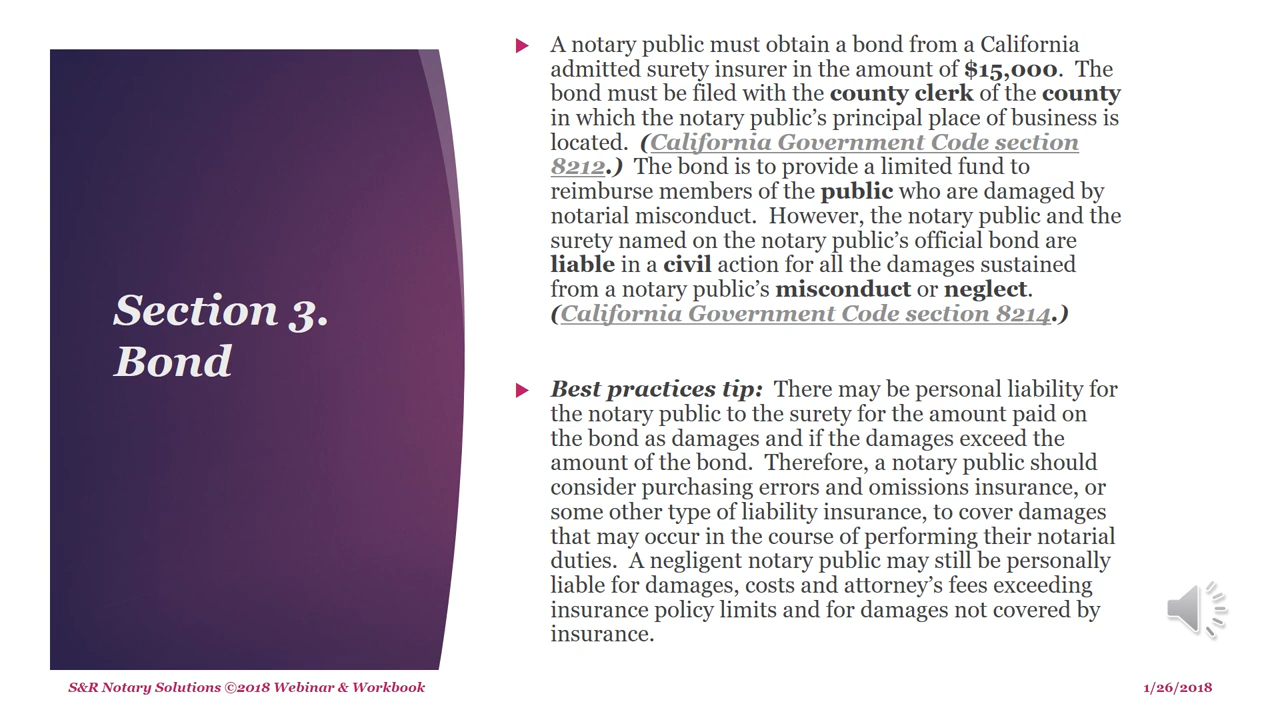 Section 3.
Bond
A notary public must obtain a bond from a California
admitted surety insurer in the amount of $15,000.  The
bond must be filed with the county clerk of the county
in which the notary public's principal place of business is
located.  (California Government Code section
8212.)  The bond is to provide a limited fund to
reimburse members of the public who are damaged by
notarial misconduct.  However, the notary public and the
surety named on the notary public's official bond are
liable in a civil action for all the damages sustained
from a notary public's misconduct or neglect.
(California Government Code section 8214.)
Best practices tip:  There may be personal liability for
the notary public to the surety for the amount paid on
the bond as damages and if the damages exceed the
amount of the bond.  Therefore, a notary public should
consider purchasing errors and omissions insurance, or
some other type of liability insurance, to cover damages
that may occur in the course of performing their notarial
duties.  A negligent notary public may still be personally
liable for damages, costs and attorney's fees exceeding
insurance policy limits and for damages not covered by
insurance.
S&R Notary Solutions ©2018 Webinar & Workbook
1/26/2018